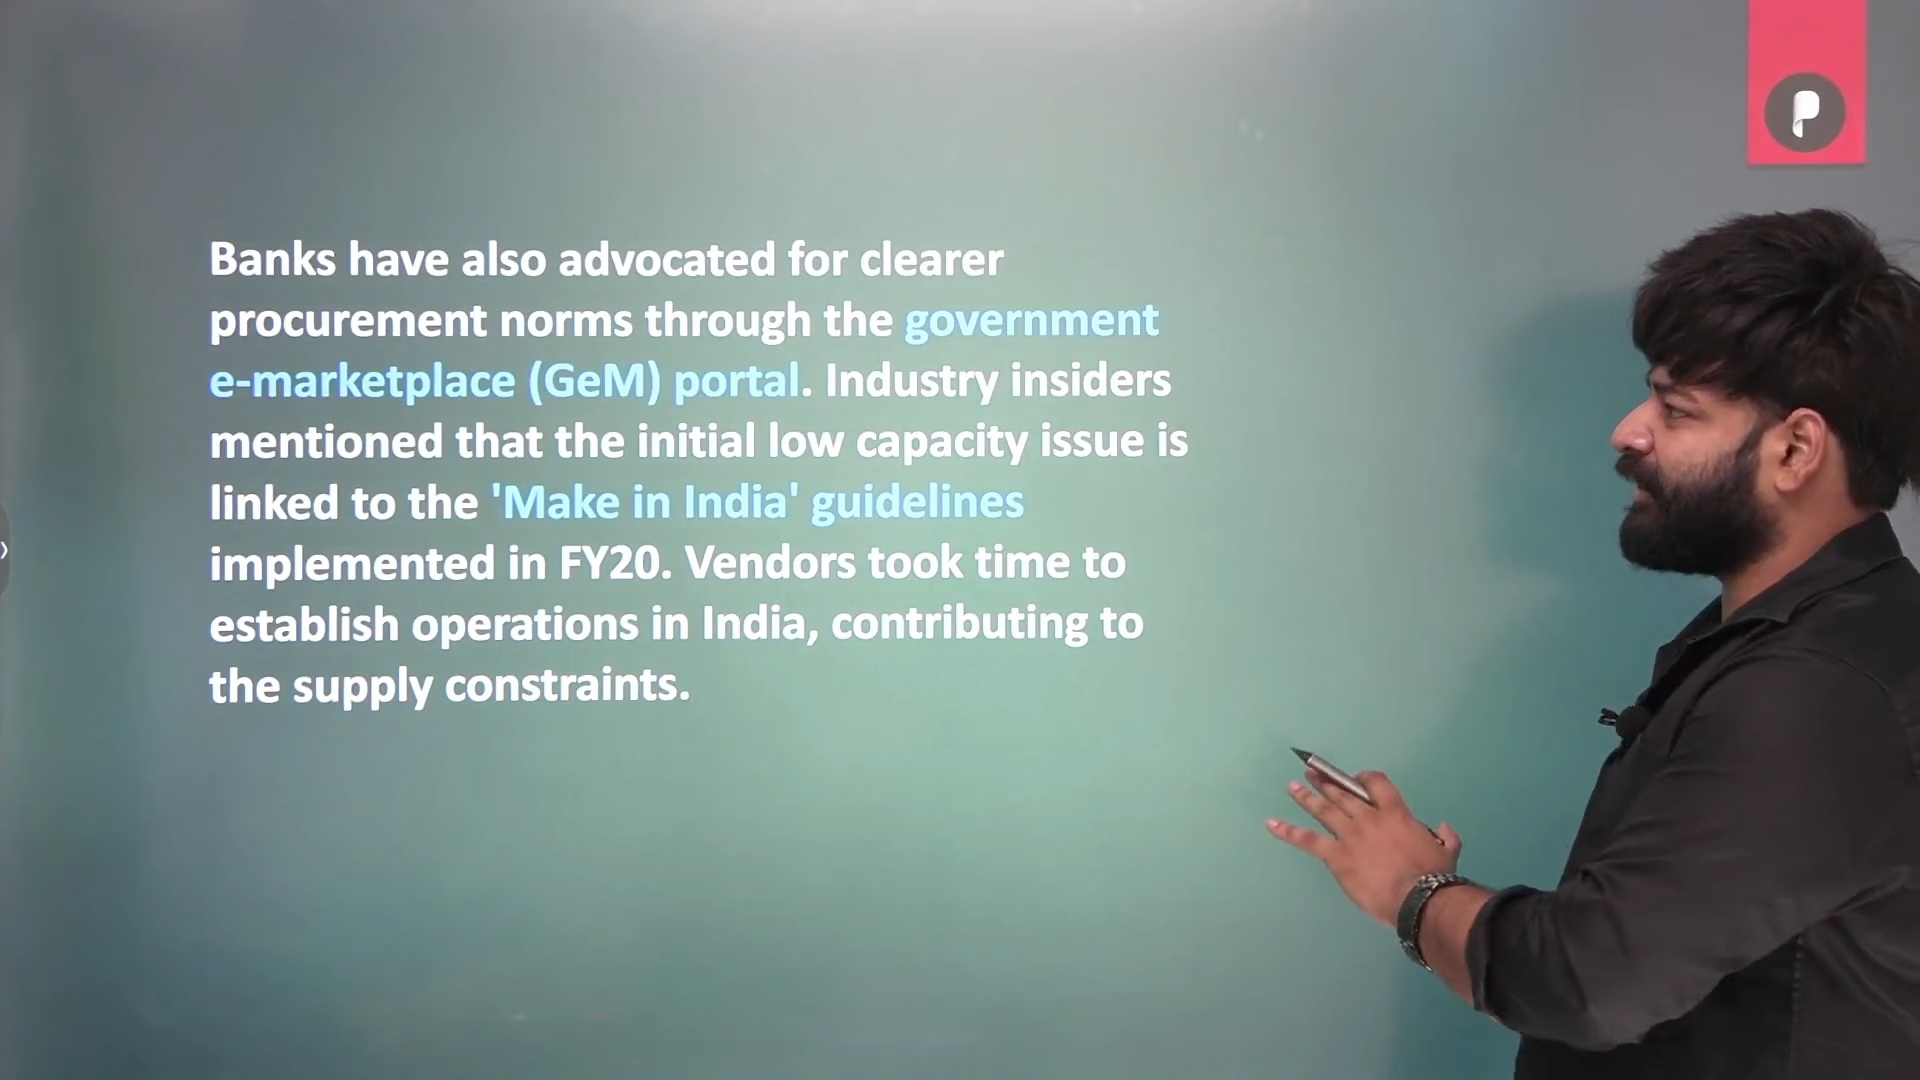 Banks have also advocated for clearer
procurement norms through the government
e-marketplace (GeM) portal. Industry insiders
mentioned that the initial low capacity issue is
linked to the 'Make in India' guidelines
implemented in FY20. Vendors took time to
establish operations in India, contributing to
the supply constraints.